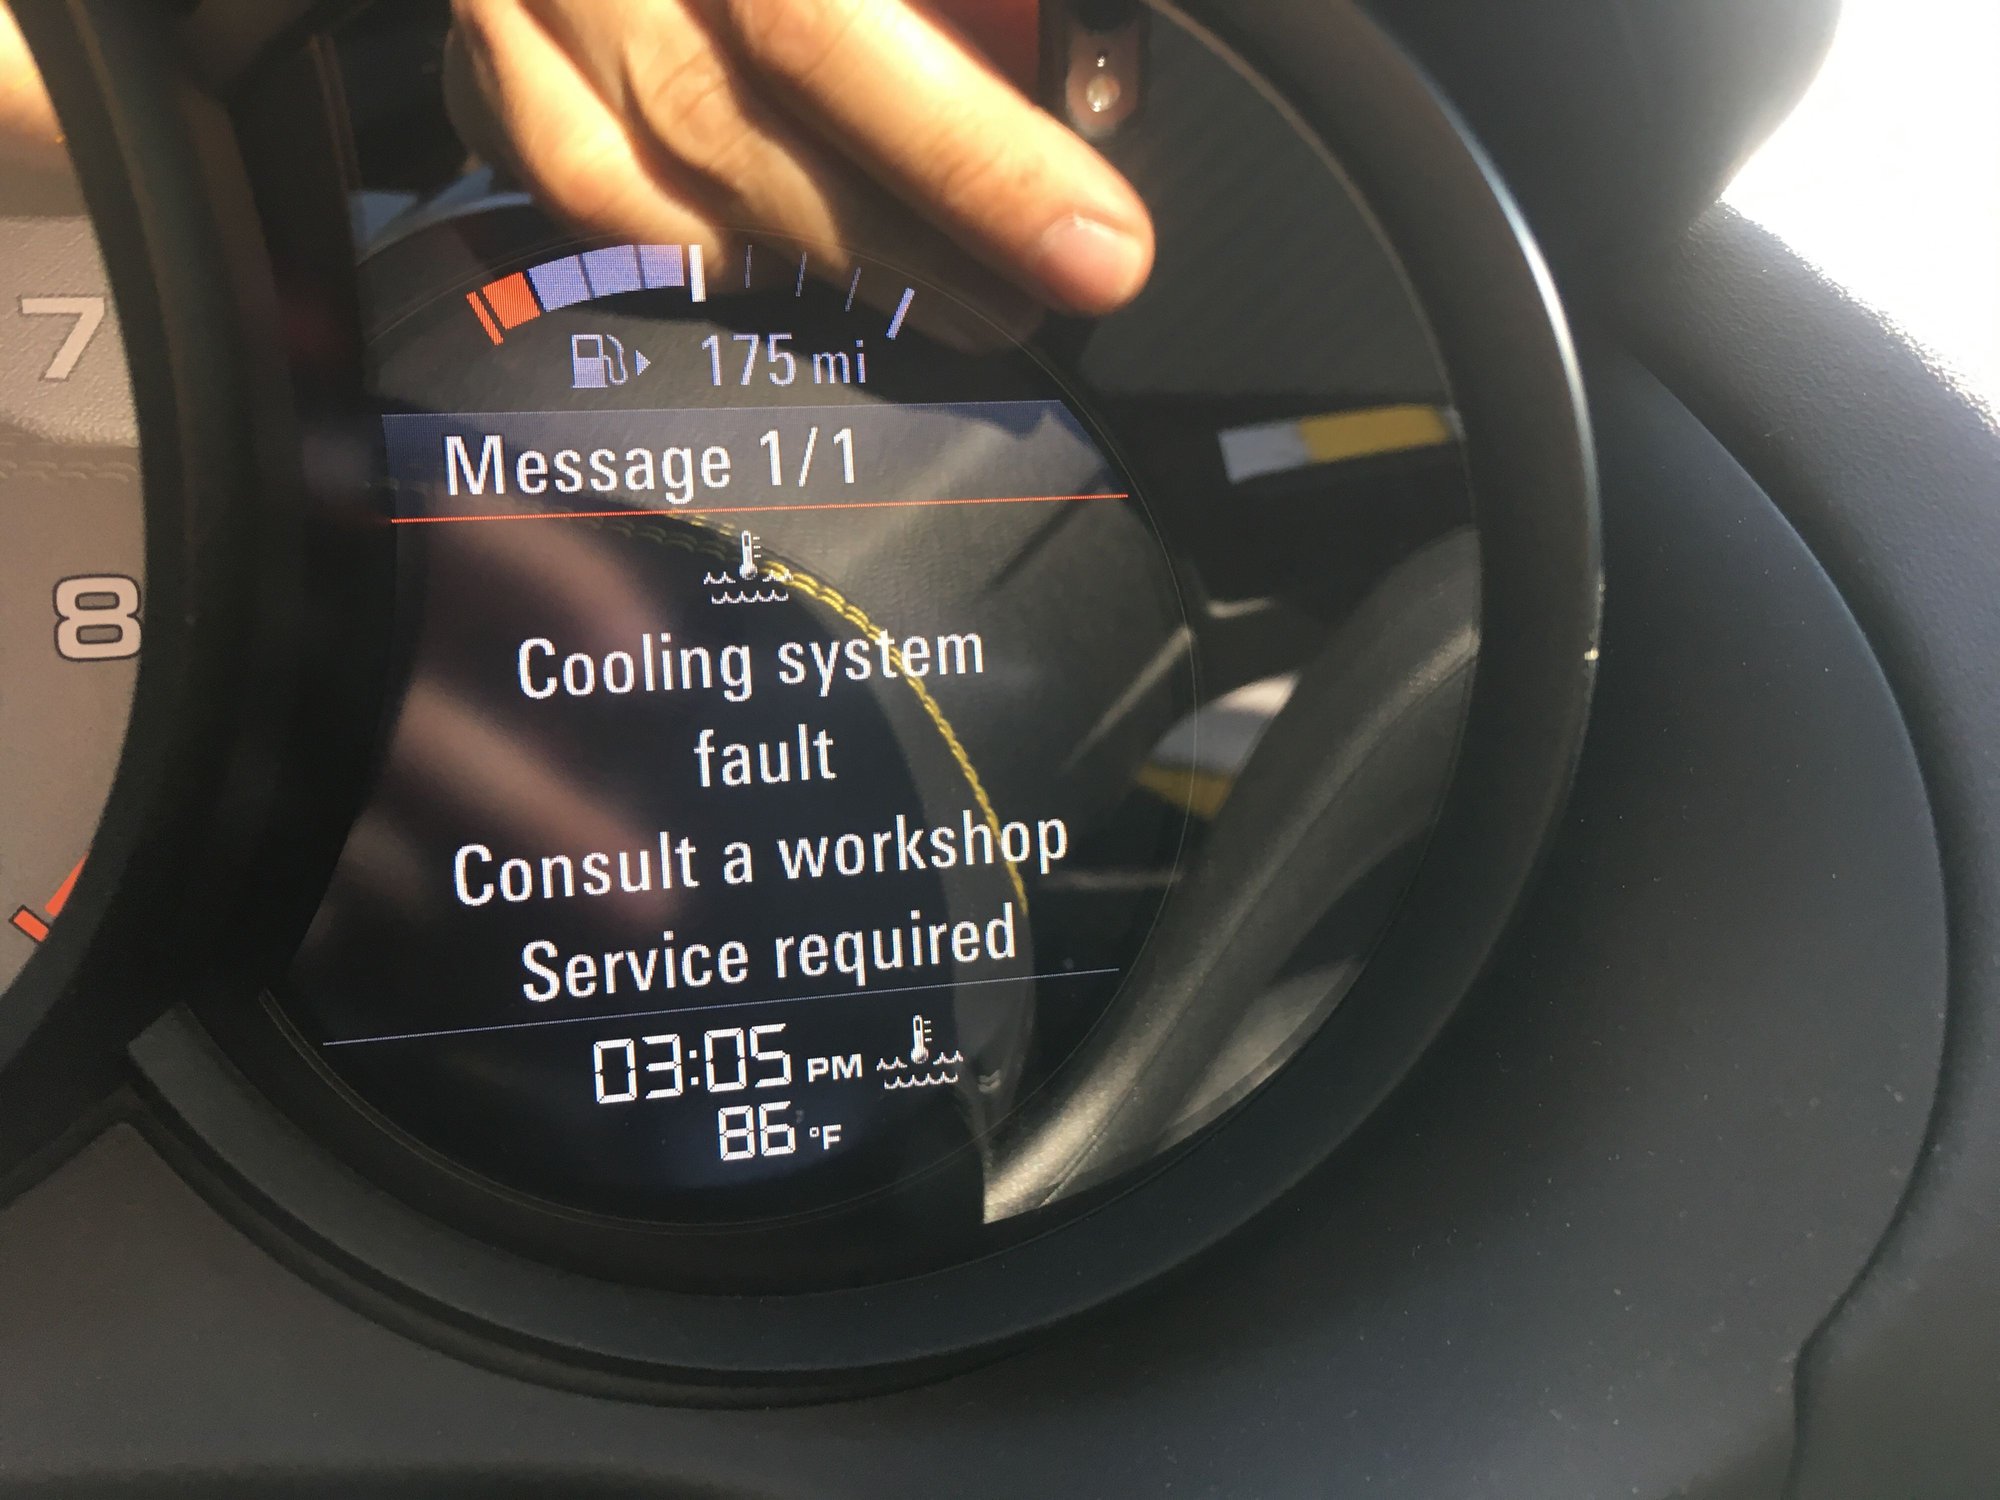 7
8
175 mi
Message 1/1
Cooling system
fault
Consult a workshop
Service required
03:05 PM
86 °F